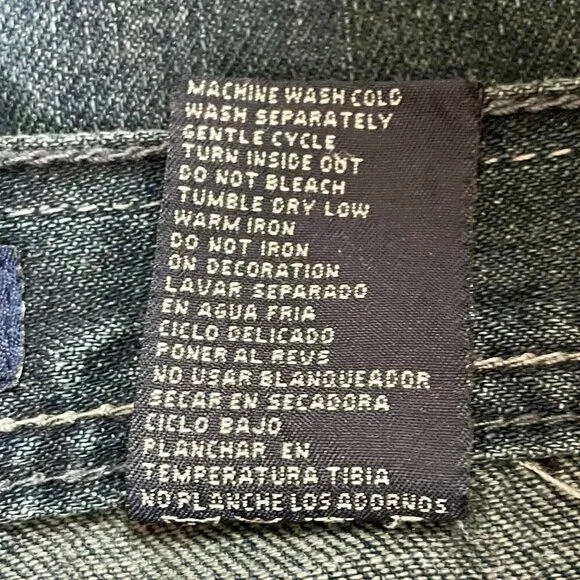 MACHINE WASH COLD
WASH SEPARATELY
GENTLE CYCLE
TURN INSIDE OUT
DO NOT BLEACH
TUMBLE DRY LOW
WARM IRON
DO NOT IRON
ON DECORATION
LAVAR SEPARADO
EN AGUA FRIA
CICLO DELICADO
PONER AL REVS
NO USAR BLANQUEADOR
SECAR EN SECADORA
CICLO BAJO
PLANCHAR EN
TEMPERATURA TIBIA
NO PLANCHE LOS ADORNOS